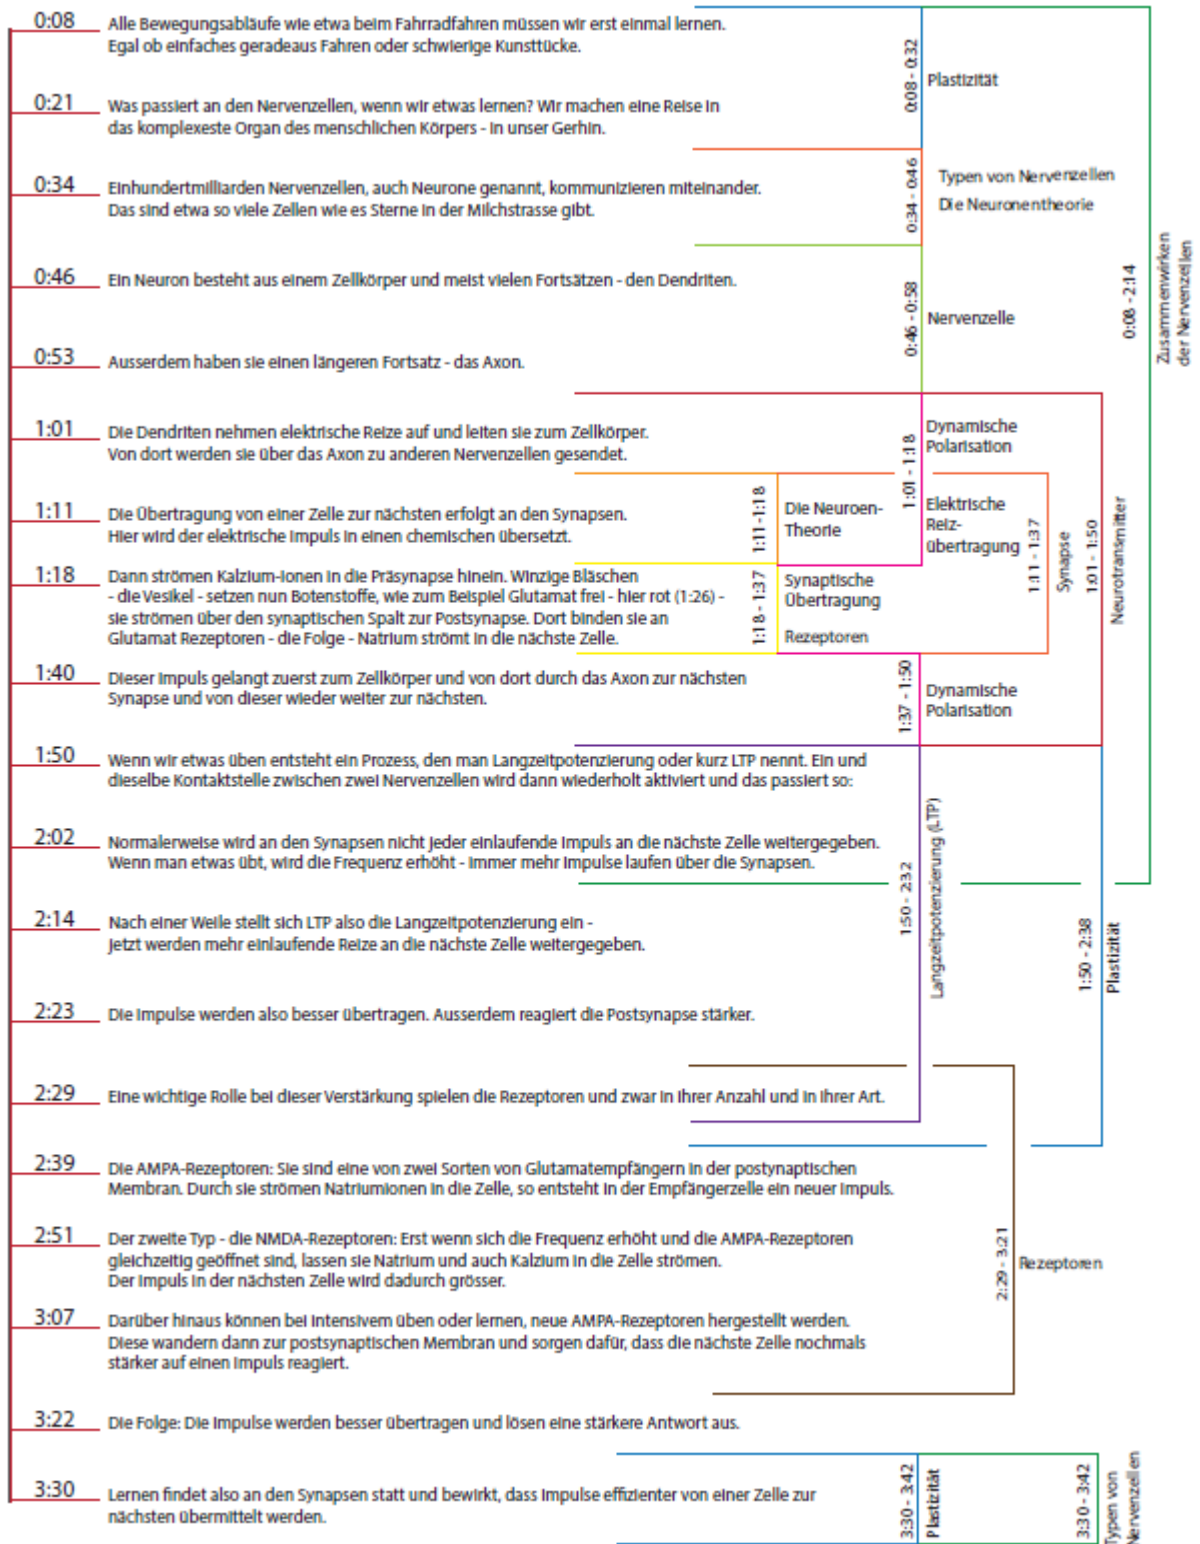 0:08
Alle Bewegungsabläufe wie etwa beim Fahrradfahren müssen wir erst einmal lernen.
Egal ob einfaches geradeaus Fahren oder schwierige Kunsttücke.
0:21
Was passiert an den Nervenzellen, wenn wir etwas lernen? Wir machen eine Reise in
das komplexeste Organ des menschlichen Körpers - in unser Gerhin.
0:34
Einhundertmilliarden Nervenzellen, auch Neurone genannt, kommunizieren miteinander.
Das sind etwa so viele Zellen wie es Sterne in der Milchstrasse gibt.
0:46
Ein Neuron besteht aus einem Zellkörper und meist vielen Fortsätzen - den Dendriten.
0:53
Ausserdem haben sie einen längeren Fortsatz - das Axon.
1:01
Die Dendriten nehmen elektrische Reize auf und leiten sie zum Zellkörper.
Von dort werden sie über das Axon zu anderen Nervenzellen gesendet.
1:11
Die Übertragung von einer Zelle zur nächsten erfolgt an den Synapsen.
Hier wird der elektrische Impuls in einen chemischen übersetzt.
1:18
Dann strömen Kalzium-Ionen in die Präsynapse hinein. Winzige Bläschen
- die Vesikel - setzen nun Botenstoffe, wie zum Beispiel Glutamat frei - hier rot (1:26) -
sie strömen über den synaptischen Spalt zur Postsynapse. Dort binden sie an
Glutamat Rezeptoren - die Folge - Natrium strömt in die nächste Zelle.
1:40
Dieser Impuls gelangt zuerst zum Zellkörper und von dort durch das Axon zur nächsten
Synapse und von dieser wieder weiter zur nächsten.
1:50
Wenn wir etwas üben entsteht ein Prozess, den man Langzeitpotenzierung oder kurz LTP nennt. Ein und
dieselbe Kontaktstelle zwischen zwei Nervenzellen wird dann wiederholt aktiviert und das passiert so:
2:02
Normalerweise wird an den Synapsen nicht jeder einlaufende Impuls an die nächste Zelle weitergegeben.
Wenn man etwas übt, wird die Frequenz erhöht - immer mehr Impulse laufen über die Synapsen.
2:14
Nach einer Weile stellt sich LTP also die Langzeitpotenzierung ein -
jetzt werden mehr einlaufende Reize an die nächste Zelle weitergegeben.
2:23
Die Impulse werden also besser übertragen. Ausserdem reagiert die Postsynapse stärker.
2:29
Eine wichtige Rolle bei dieser Verstärkung spielen die Rezeptoren und zwar in ihrer Anzahl und in ihrer Art.
2:39
Die AMPA-Rezeptoren: Sie sind eine von zwei Sorten von Glutamatempfängern in der postynaptischen
Membran. Durch sie strömen Natriumionen in die Zelle, so entsteht in der Empfängerzelle ein neuer Impuls.
2:51
Der zweite Typ - die NMDA-Rezeptoren: Erst wenn sich die Frequenz erhöht und die AMPA-Rezeptoren
gleichzeitig geöffnet sind, lassen sie Natrium und auch Kalzium in die Zelle strömen.
Der Impuls in der nächsten Zelle wird dadurch grösser.
3:07
Darüber hinaus können bei intensivem üben oder lernen, neue AMPA-Rezeptoren hergestellt werden.
Diese wandern dann zur postsynaptischen Membran und sorgen dafür, dass die nächste Zelle nochmals
stärker auf einen Impuls reagiert.
3:22
Die Folge: Die Impulse werden besser übertragen und lösen eine stärkere Antwort aus.
3:30
Lernen findet also an den Synapsen statt und bewirkt, dass Impulse effizienter von einer Zelle zur
nächsten übermittelt werden.
0:08 - 0:32
Plastizität
0:34 - 0:46
Typen von Nervenzellen
Die Neuronentheorie
0:46 - 0:58
Nervenzelle
0:08 - 2:14
Zusammenwirken
der Nervenzellen
1:01 - 1:18
Dynamische
Polarisation
1:11 - 1:18
Die Neuroen-
Theorie
Elektrische
Reiz-
übertragung
1:11 - 1:37
Synapse
1:01 - 1:50
Neurotransmitter
1:18 - 1:37
Synaptische
Übertragung
Rezeptoren
1:37 - 1:50
Dynamische
Polarisation
1:50 - 2:32
Langzeitpotenzierung (LTP)
1:50 - 2:38
Plastizität
2:29 - 3:21
Rezeptoren
3:30 - 3:42
Plastizität
3:30 - 3:42
Typen von
Nervenzellen